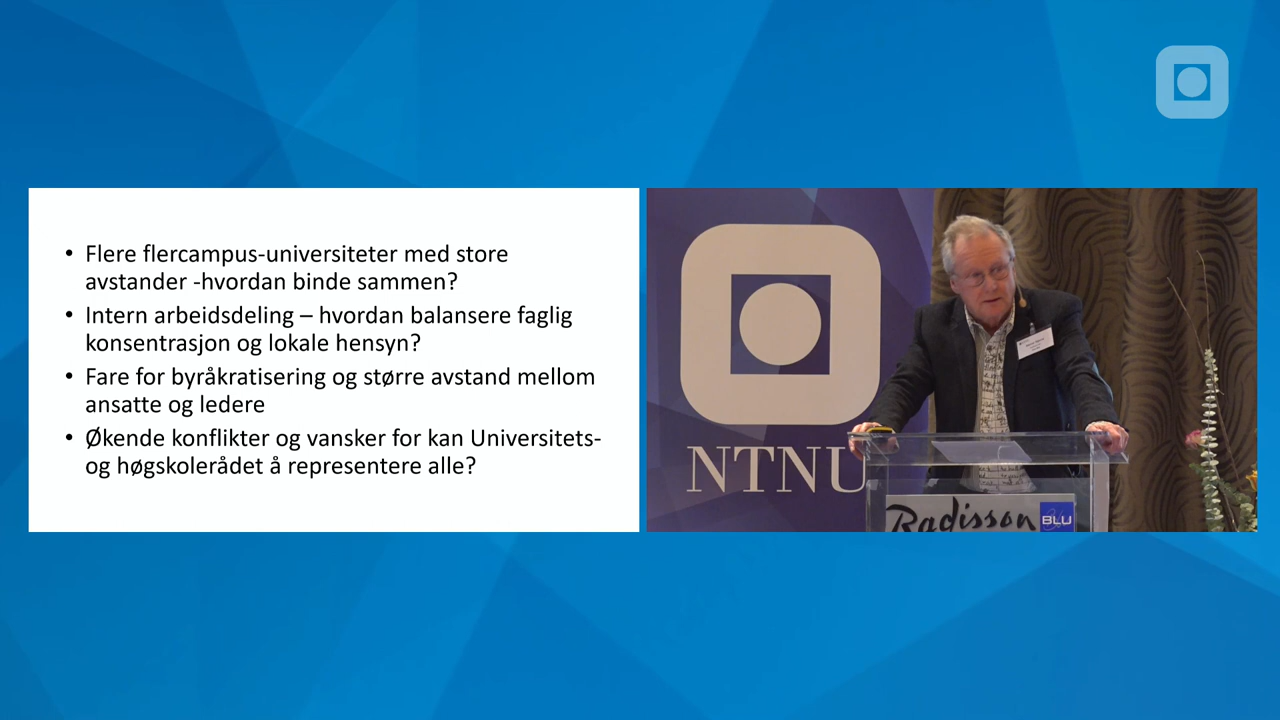 • Flere flercampus-universiteter med store
avstander -hvordan binde sammen?
• Intern arbeidsdeling – hvordan balansere faglig
konsentrasjon og lokale hensyn?
• Fare for byråkratisering og større avstand mellom
ansatte og ledere
• Økende konflikter og vansker for kan Universitets-
og høgskolerådet å representere alle?
NTNU
Radisson
BLU